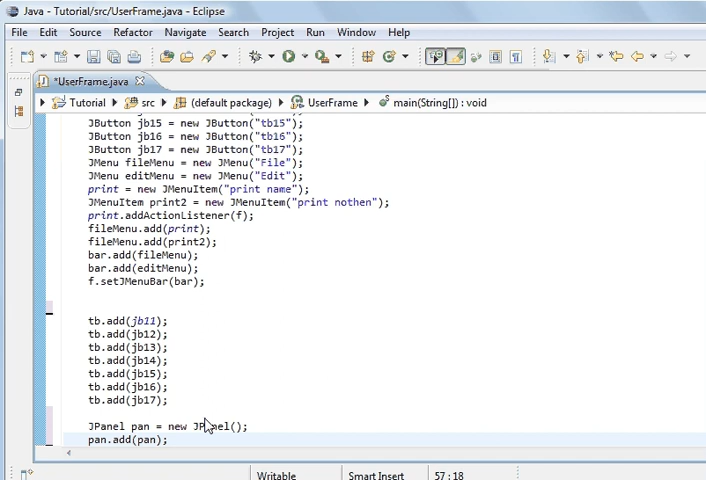 Java - Tutorial/src/UserFrame.java - Eclipse
File Edit Source Refactor Navigate Search Project Run Window Help
*UserFrame.java
Tutorial src (default package) UserFrame main(String[]) : void
JButton jb15 = new JButton("tb15");
JButton jb16 = new JButton("tb16");
JButton jb17 = new JButton("tb17");
JMenu fileMenu = new JMenu("File");
JMenu editMenu = new JMenu("Edit");
print = new JMenuItem("print name");
JMenuItem print2 = new JMenuItem("print nothen");
print.addActionListener(f);
fileMenu.add(print);
fileMenu.add(print2);
bar.add(fileMenu);
bar.add(editMenu);
f.setJMenuBar(bar);
tb.add(jb11);
tb.add(jb12);
tb.add(jb13);
tb.add(jb14);
tb.add(jb15);
tb.add(jb16);
tb.add(jb17);
JPanel pan = new JPanel();
pan.add(pan);
Writable Smart Insert 57 : 18